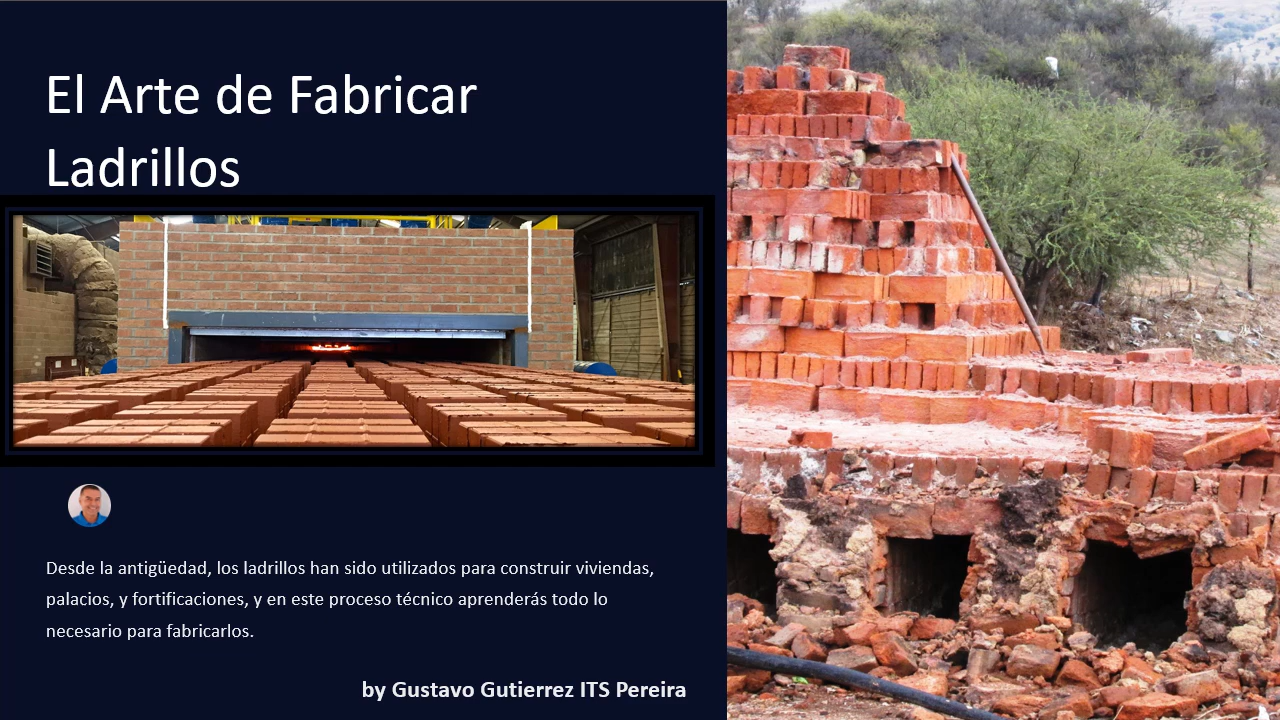 El Arte de Fabricar
Ladrillos
Desde la antigüedad, los ladrillos han sido utilizados para construir viviendas,
palacios, y fortificaciones, y en este proceso técnico aprenderás todo lo
necesario para fabricarlos.
by Gustavo Gutierrez ITS Pereira